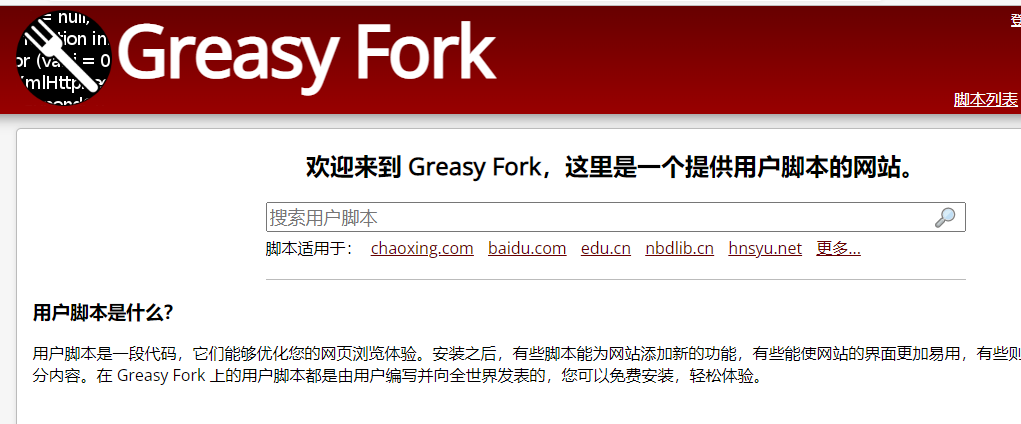 = null,
or (va i = 0
Greasy Fork
脚本列表
欢迎来到 Greasy Fork，这里是一个提供用户脚本的网站。
搜索用户脚本
脚本适用于： chaoxing.com baidu.com edu.cn nbdlib.cn hnsyu.net 更多...
用户脚本是什么？
用户脚本是一段代码，它们能够优化您的网页浏览体验。安装之后，有些脚本能为网站添加新的功能，有些能使网站的界面更加易用，有些则
分内容。在 Greasy Fork 上的用户脚本都是由用户编写并向全世界发表的，您可以免费安装，轻松体验。